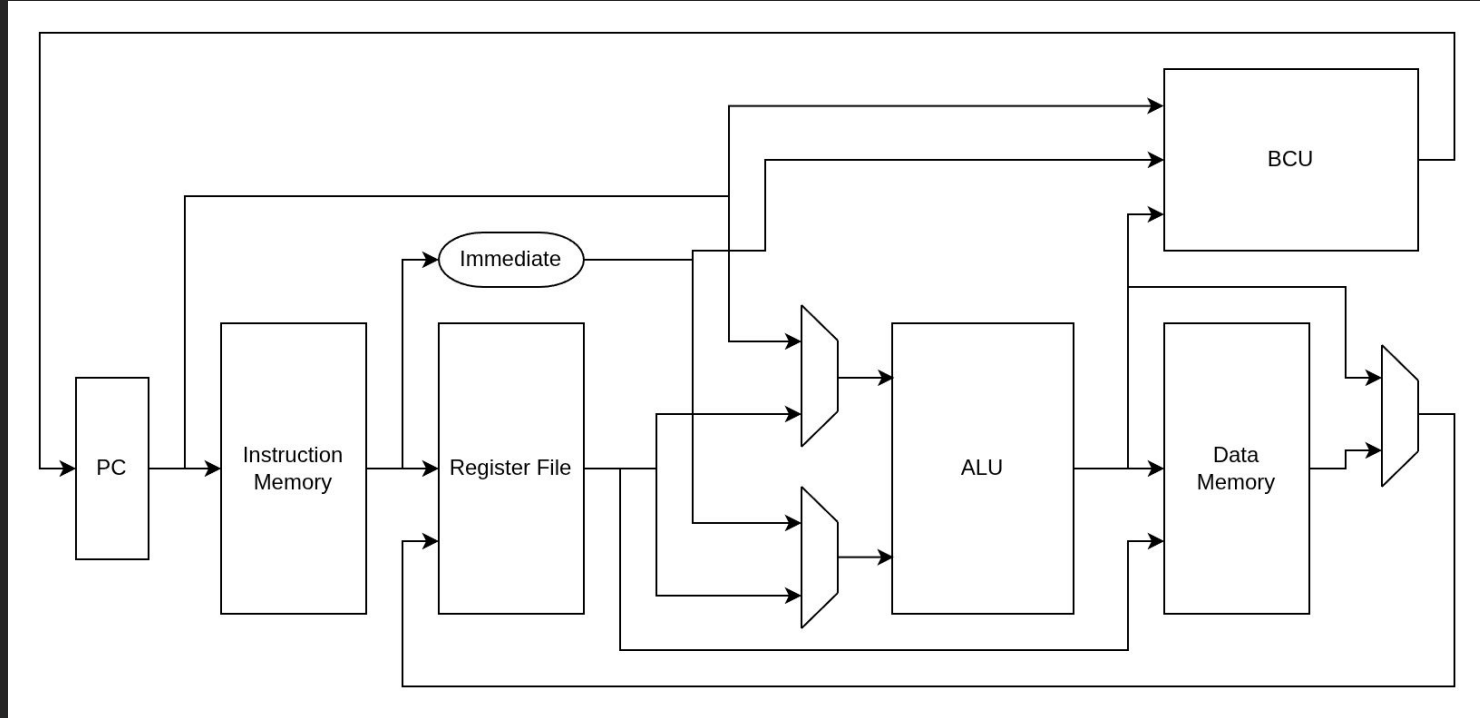 BCU
Immediate
PC
Instruction
Memory
Register File
ALU
Data
Memory